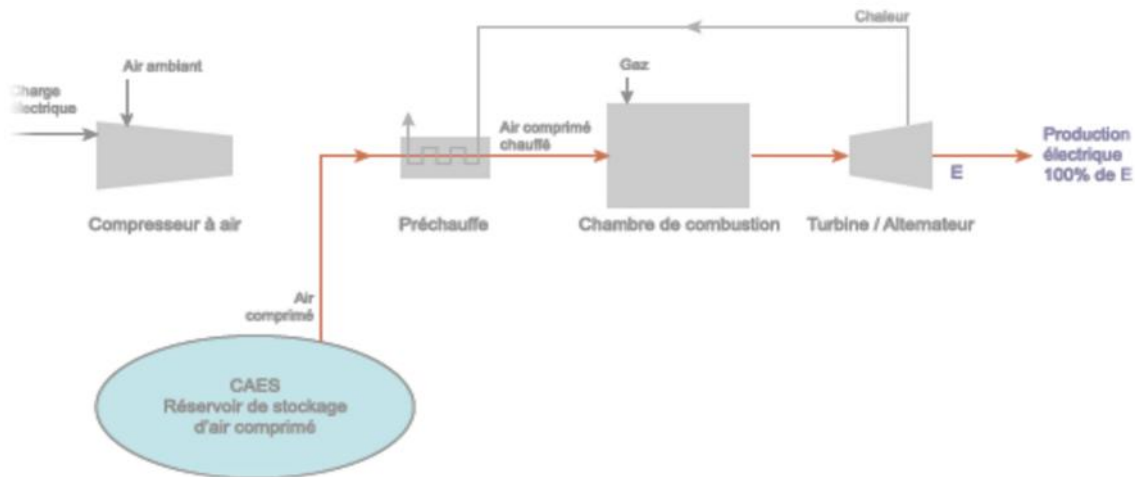 Chaleur
Air ambiant
Gaz
Charge
électrique
Air comprimé
chauffé
Production
électrique
100% de E
E
Compresseur à air
Préchauffe
Chambre de combustion
Turbine / Alternateur
Air
comprimé
CAES
Réservoir de stockage
d'air comprimé